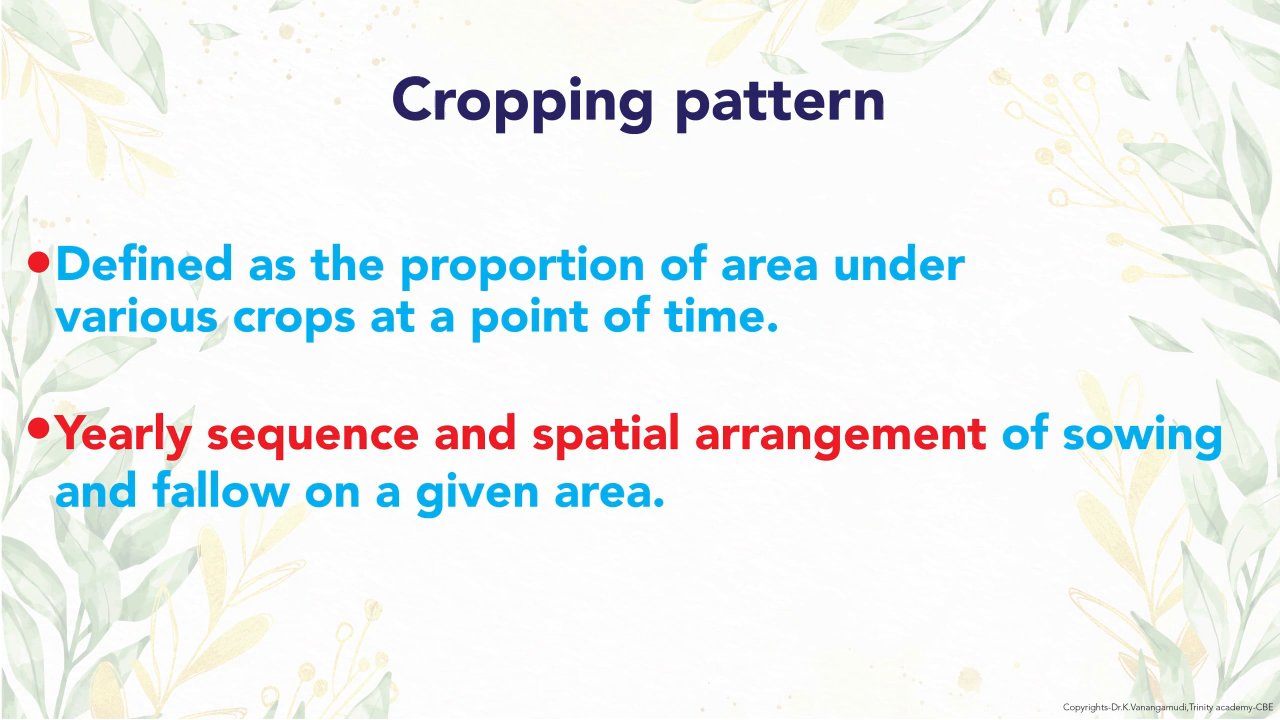 Cropping pattern
•Defined as the proportion of area under
various crops at a point of time.
•Yearly sequence and spatial arrangement of sowing
and fallow on a given area.
Copyrights-Dr.K.Vanangamudi,Trinity academy-CBE